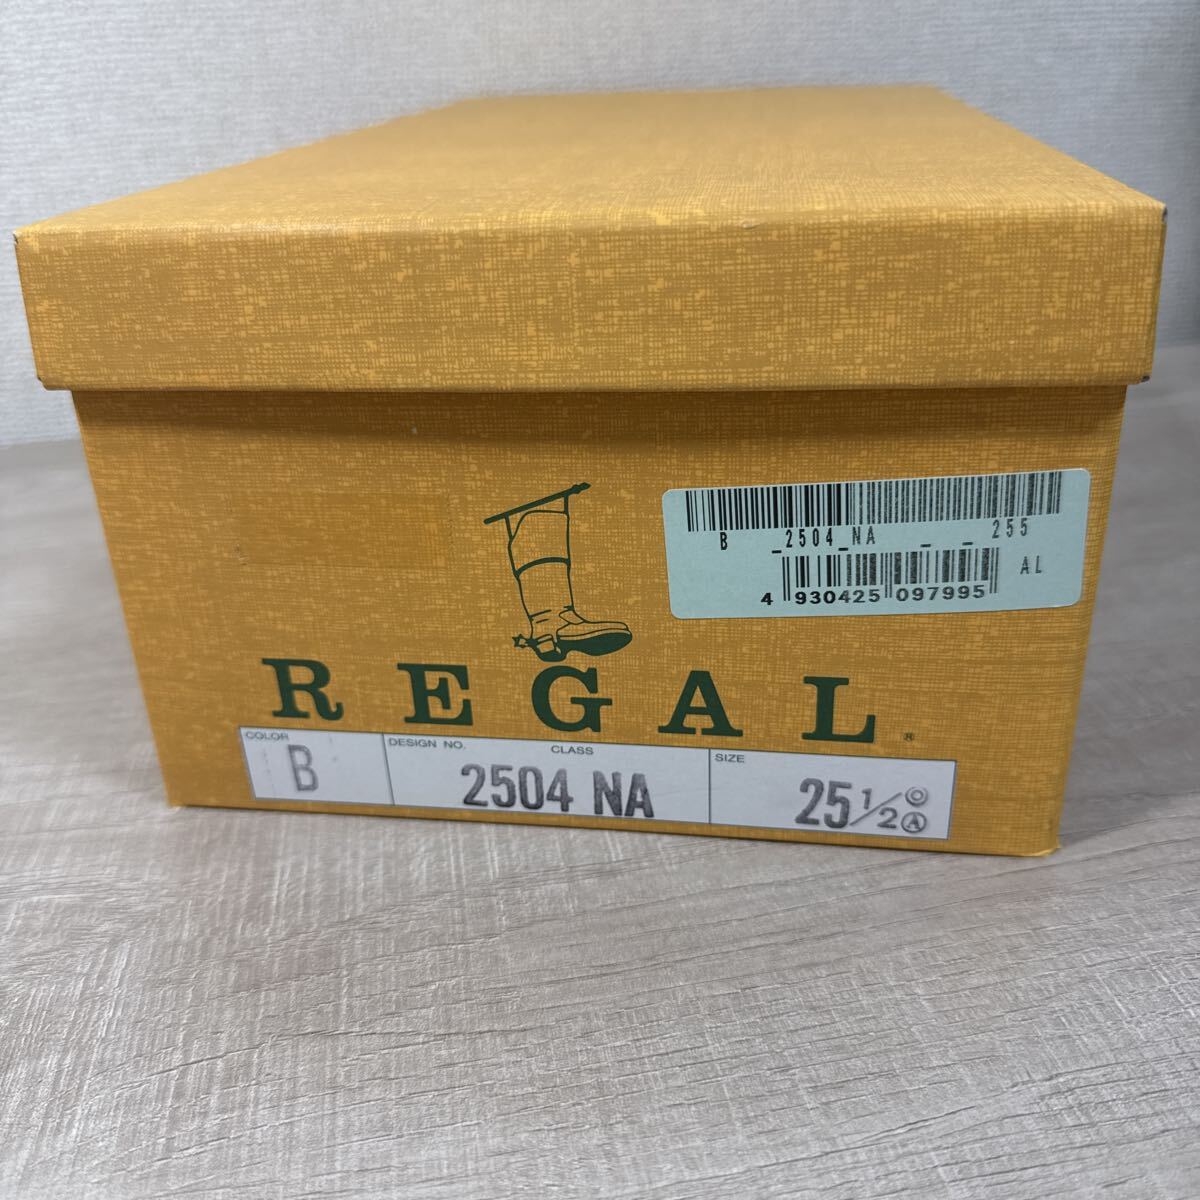 B _2504_NA _ _ 255
AL
4 930425 097995
REGAL®
COLOR DESIGN NO. CLASS SIZE
B 2504 NA 25 1/2 Ⓐ